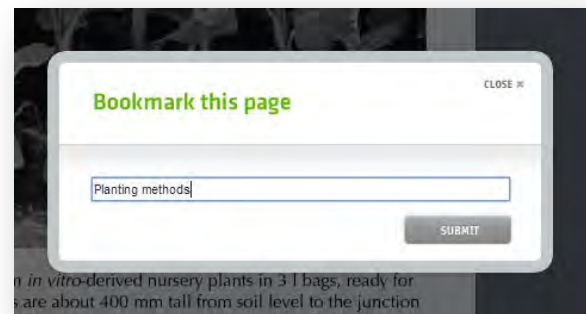 CLOSE ×
Bookmark this page
Planting methods
SUBMIT
in vitro-derived nursery plants in 3 l bags, ready for
are about 400 mm tall from soil level to the junction